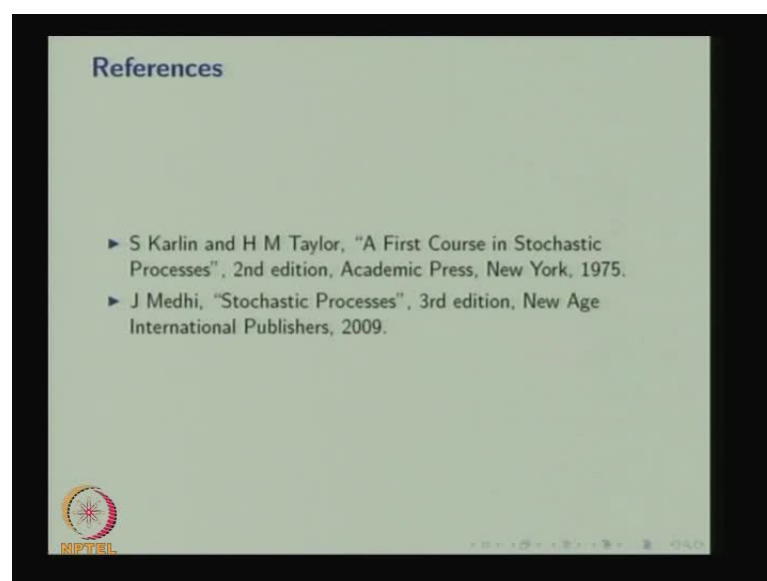 References
▶ S Karlin and H M Taylor, “A First Course in Stochastic
Processes”, 2nd edition, Academic Press, New York, 1975.
▶ J Medhi, “Stochastic Processes”, 3rd edition, New Age
International Publishers, 2009.
NPTEL